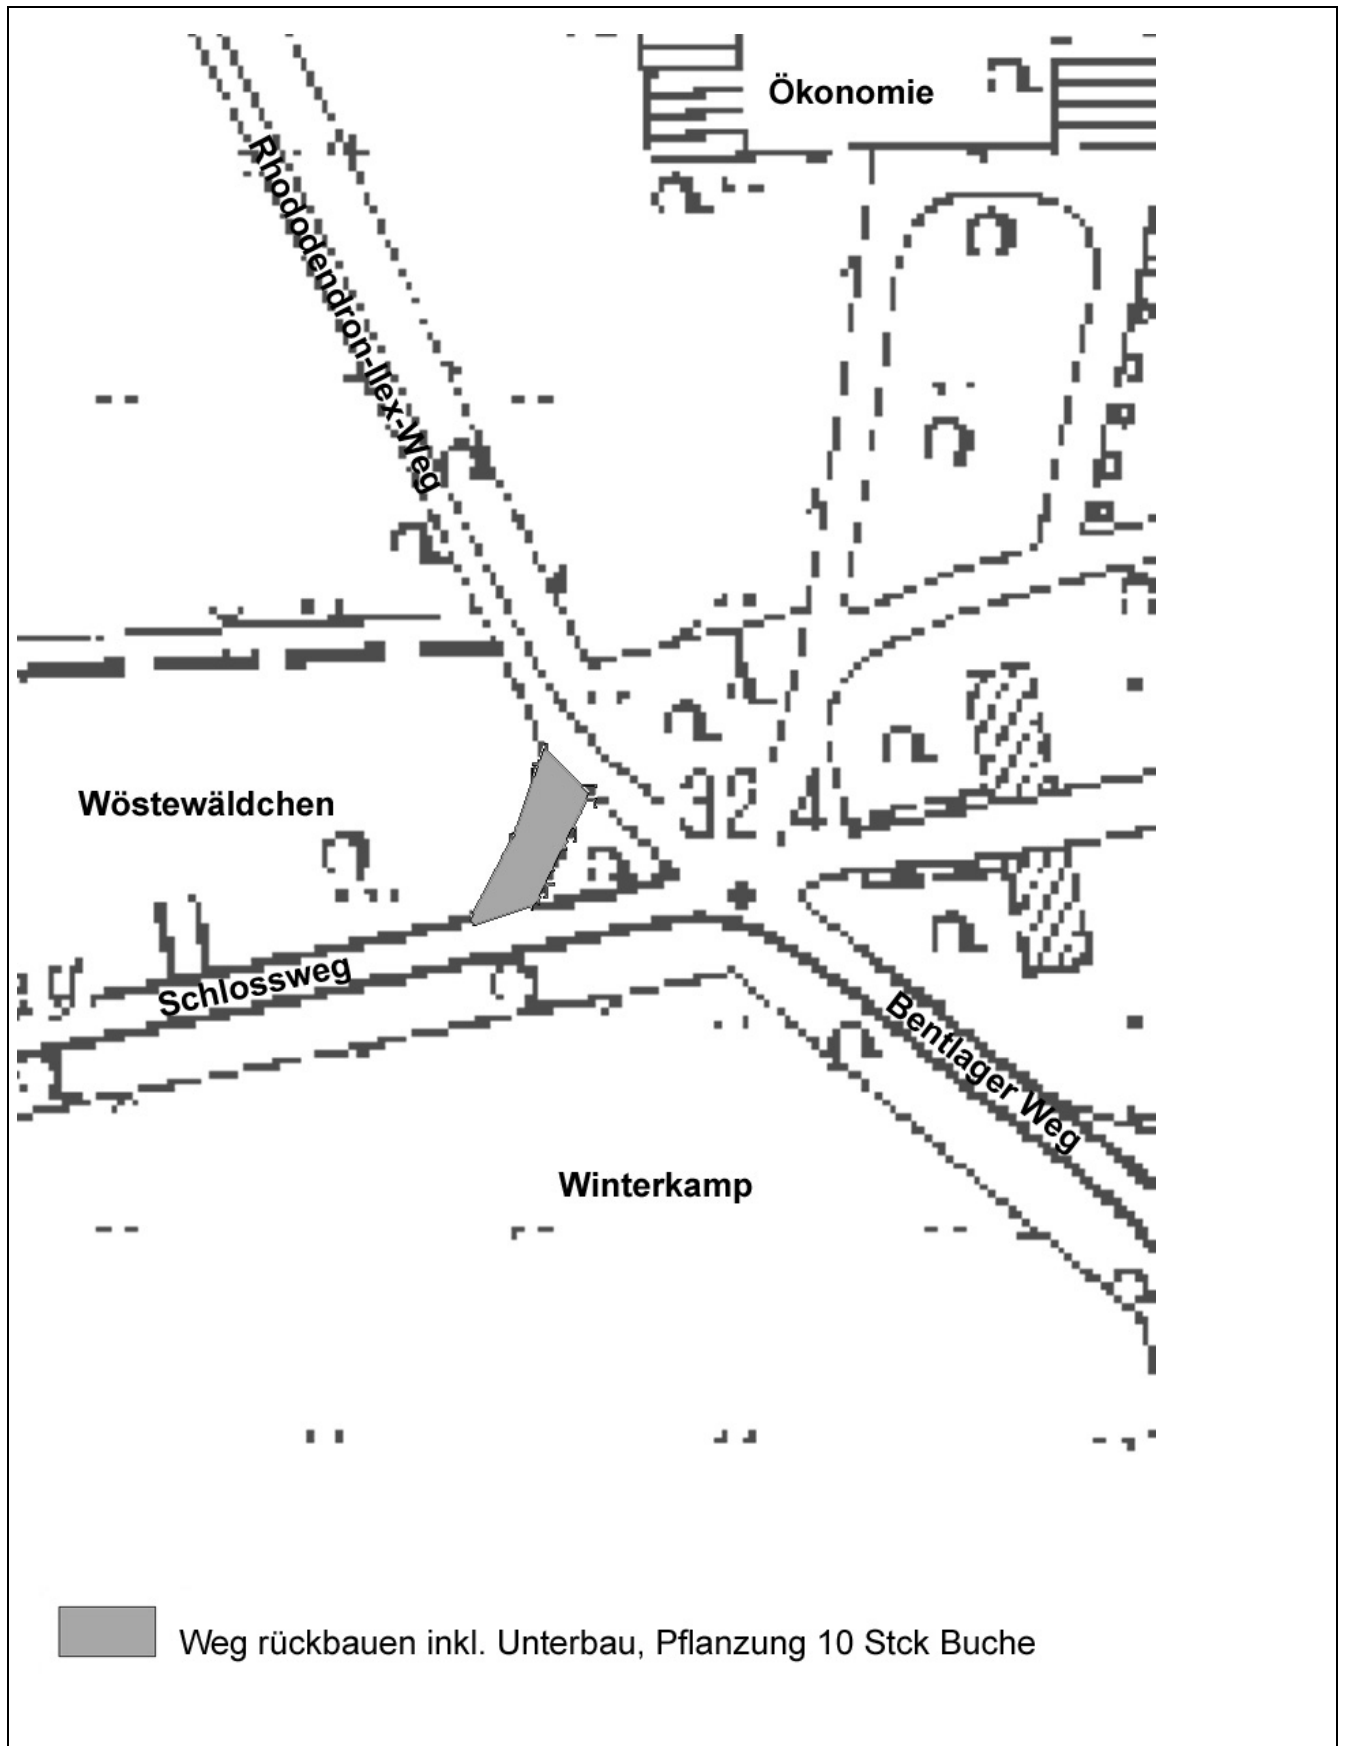 Ökonomie
Rhododendron-Ilex-Weg
32 4
Wöstewäldchen
Schlossweg
Bentlager Weg
Winterkamp
Weg rückbauen inkl. Unterbau, Pflanzung 10 Stck Buche